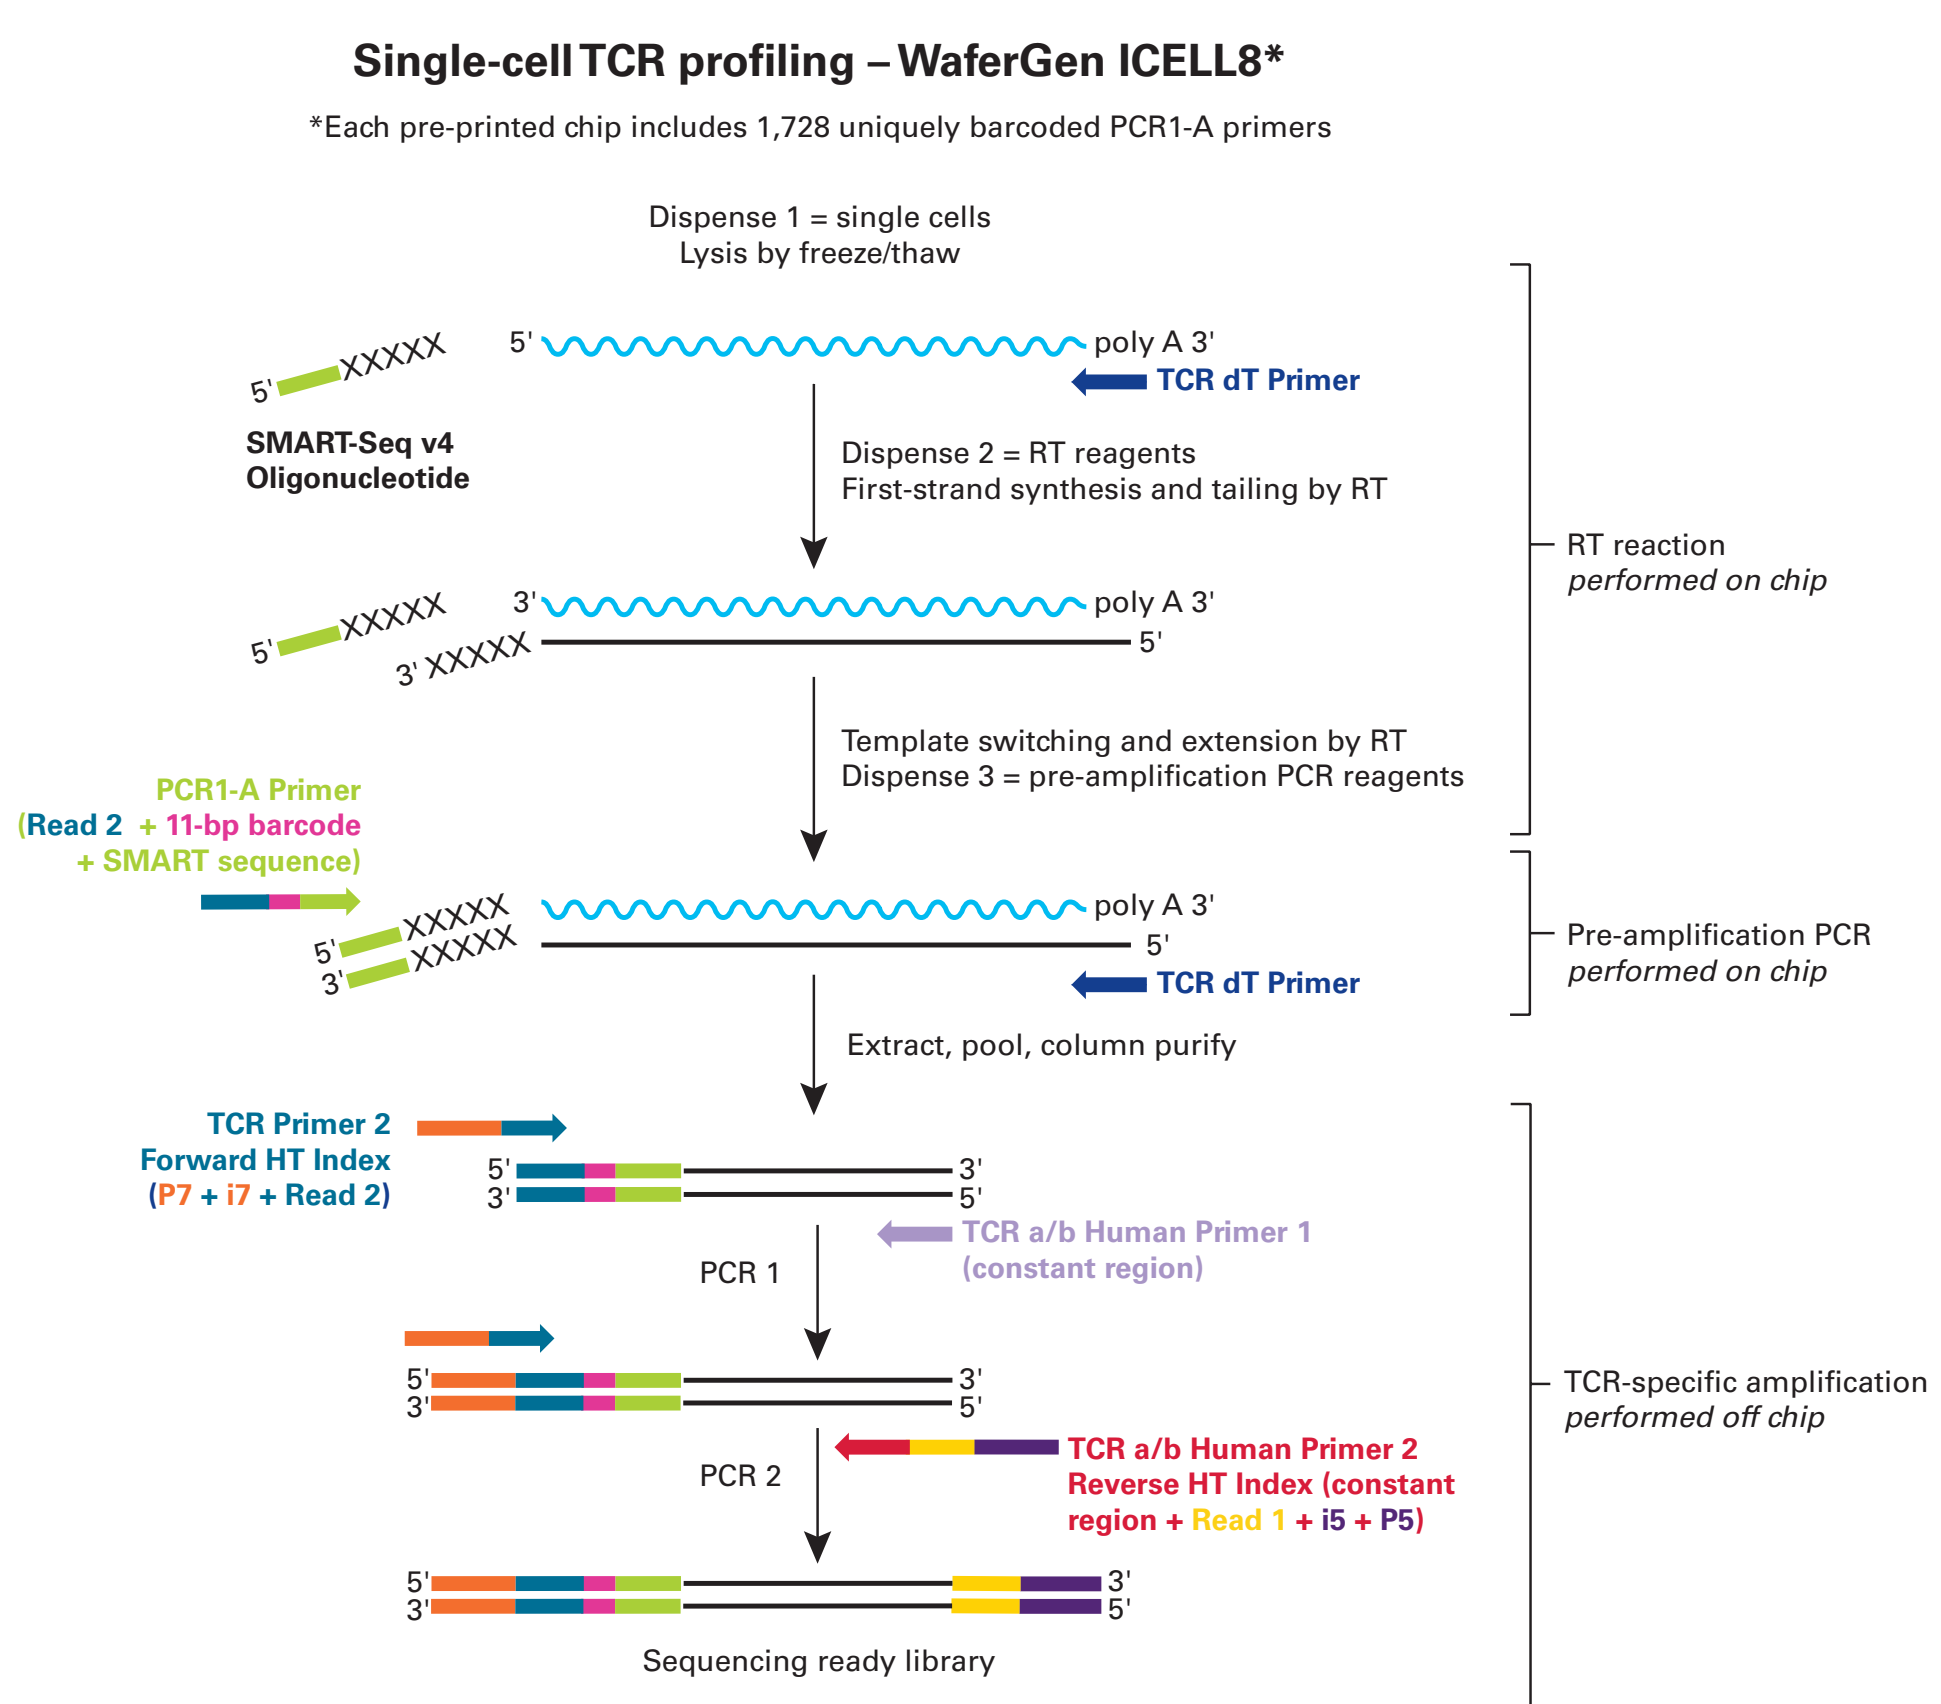 Single-cell TCR profiling – WaferGen ICELL8*
*Each pre-printed chip includes 1,728 uniquely barcoded PCR1-A primers
Dispense 1 = single cells
Lysis by freeze/thaw
5' XXXXX
5' poly A 3'
TCR dT Primer
SMART-Seq v4
Oligonucleotide
Dispense 2 = RT reagents
First-strand synthesis and tailing by RT
RT reaction
performed on chip
5' XXXXX
3' poly A 3'
3' XXXXX 5'
Template switching and extension by RT
Dispense 3 = pre-amplification PCR reagents
PCR1-A Primer
(Read 2 + 11-bp barcode
+ SMART sequence)
5' XXXXX poly A 3'
3' XXXXX 5'
TCR dT Primer
Pre-amplification PCR
performed on chip
Extract, pool, column purify
TCR Primer 2
Forward HT Index
(P7 + i7 + Read 2)
5' 3'
3' 5'
TCR a/b Human Primer 1
(constant region)
PCR 1
5' 3'
3' 5'
TCR-specific amplification
performed off chip
PCR 2
TCR a/b Human Primer 2
Reverse HT Index (constant
region + Read 1 + i5 + P5)
5' 3'
3' 5'
Sequencing ready library